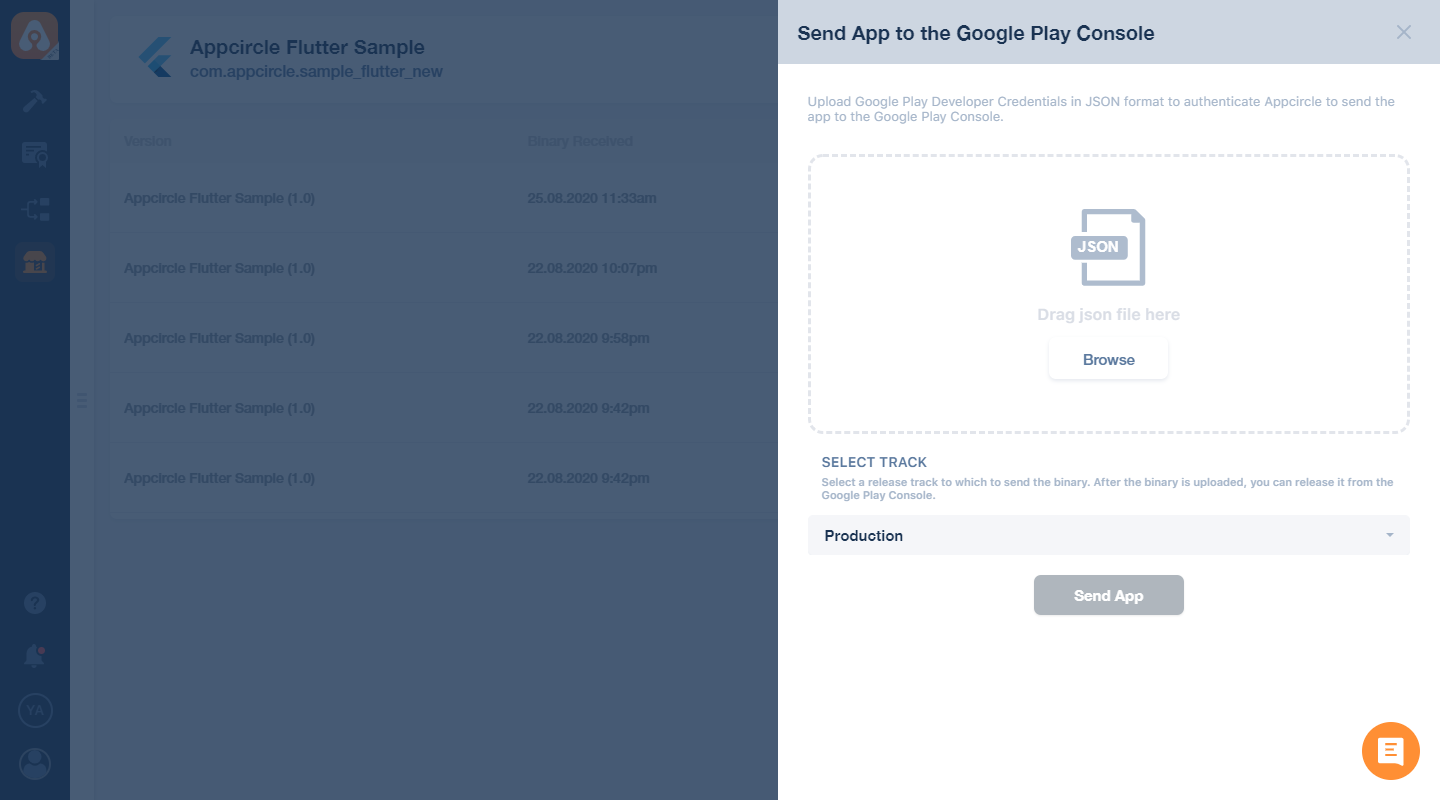 Appcircle Flutter Sample
com.appcircle.sample_flutter_new
Version
Binary Received
Appcircle Flutter Sample (1.0)
25.08.2020 11:33am
Appcircle Flutter Sample (1.0)
22.08.2020 10:07pm
Appcircle Flutter Sample (1.0)
22.08.2020 9:58pm
Appcircle Flutter Sample (1.0)
22.08.2020 9:42pm
Appcircle Flutter Sample (1.0)
22.08.2020 9:42pm
?
YA
Send App to the Google Play Console
Upload Google Play Developer Credentials in JSON format to authenticate Appcircle to send the
app to the Google Play Console.
JSON
Drag json file here
Browse
SELECT TRACK
Select a release track to which to send the binary. After the binary is uploaded, you can release it from the
Google Play Console.
Production
Send App